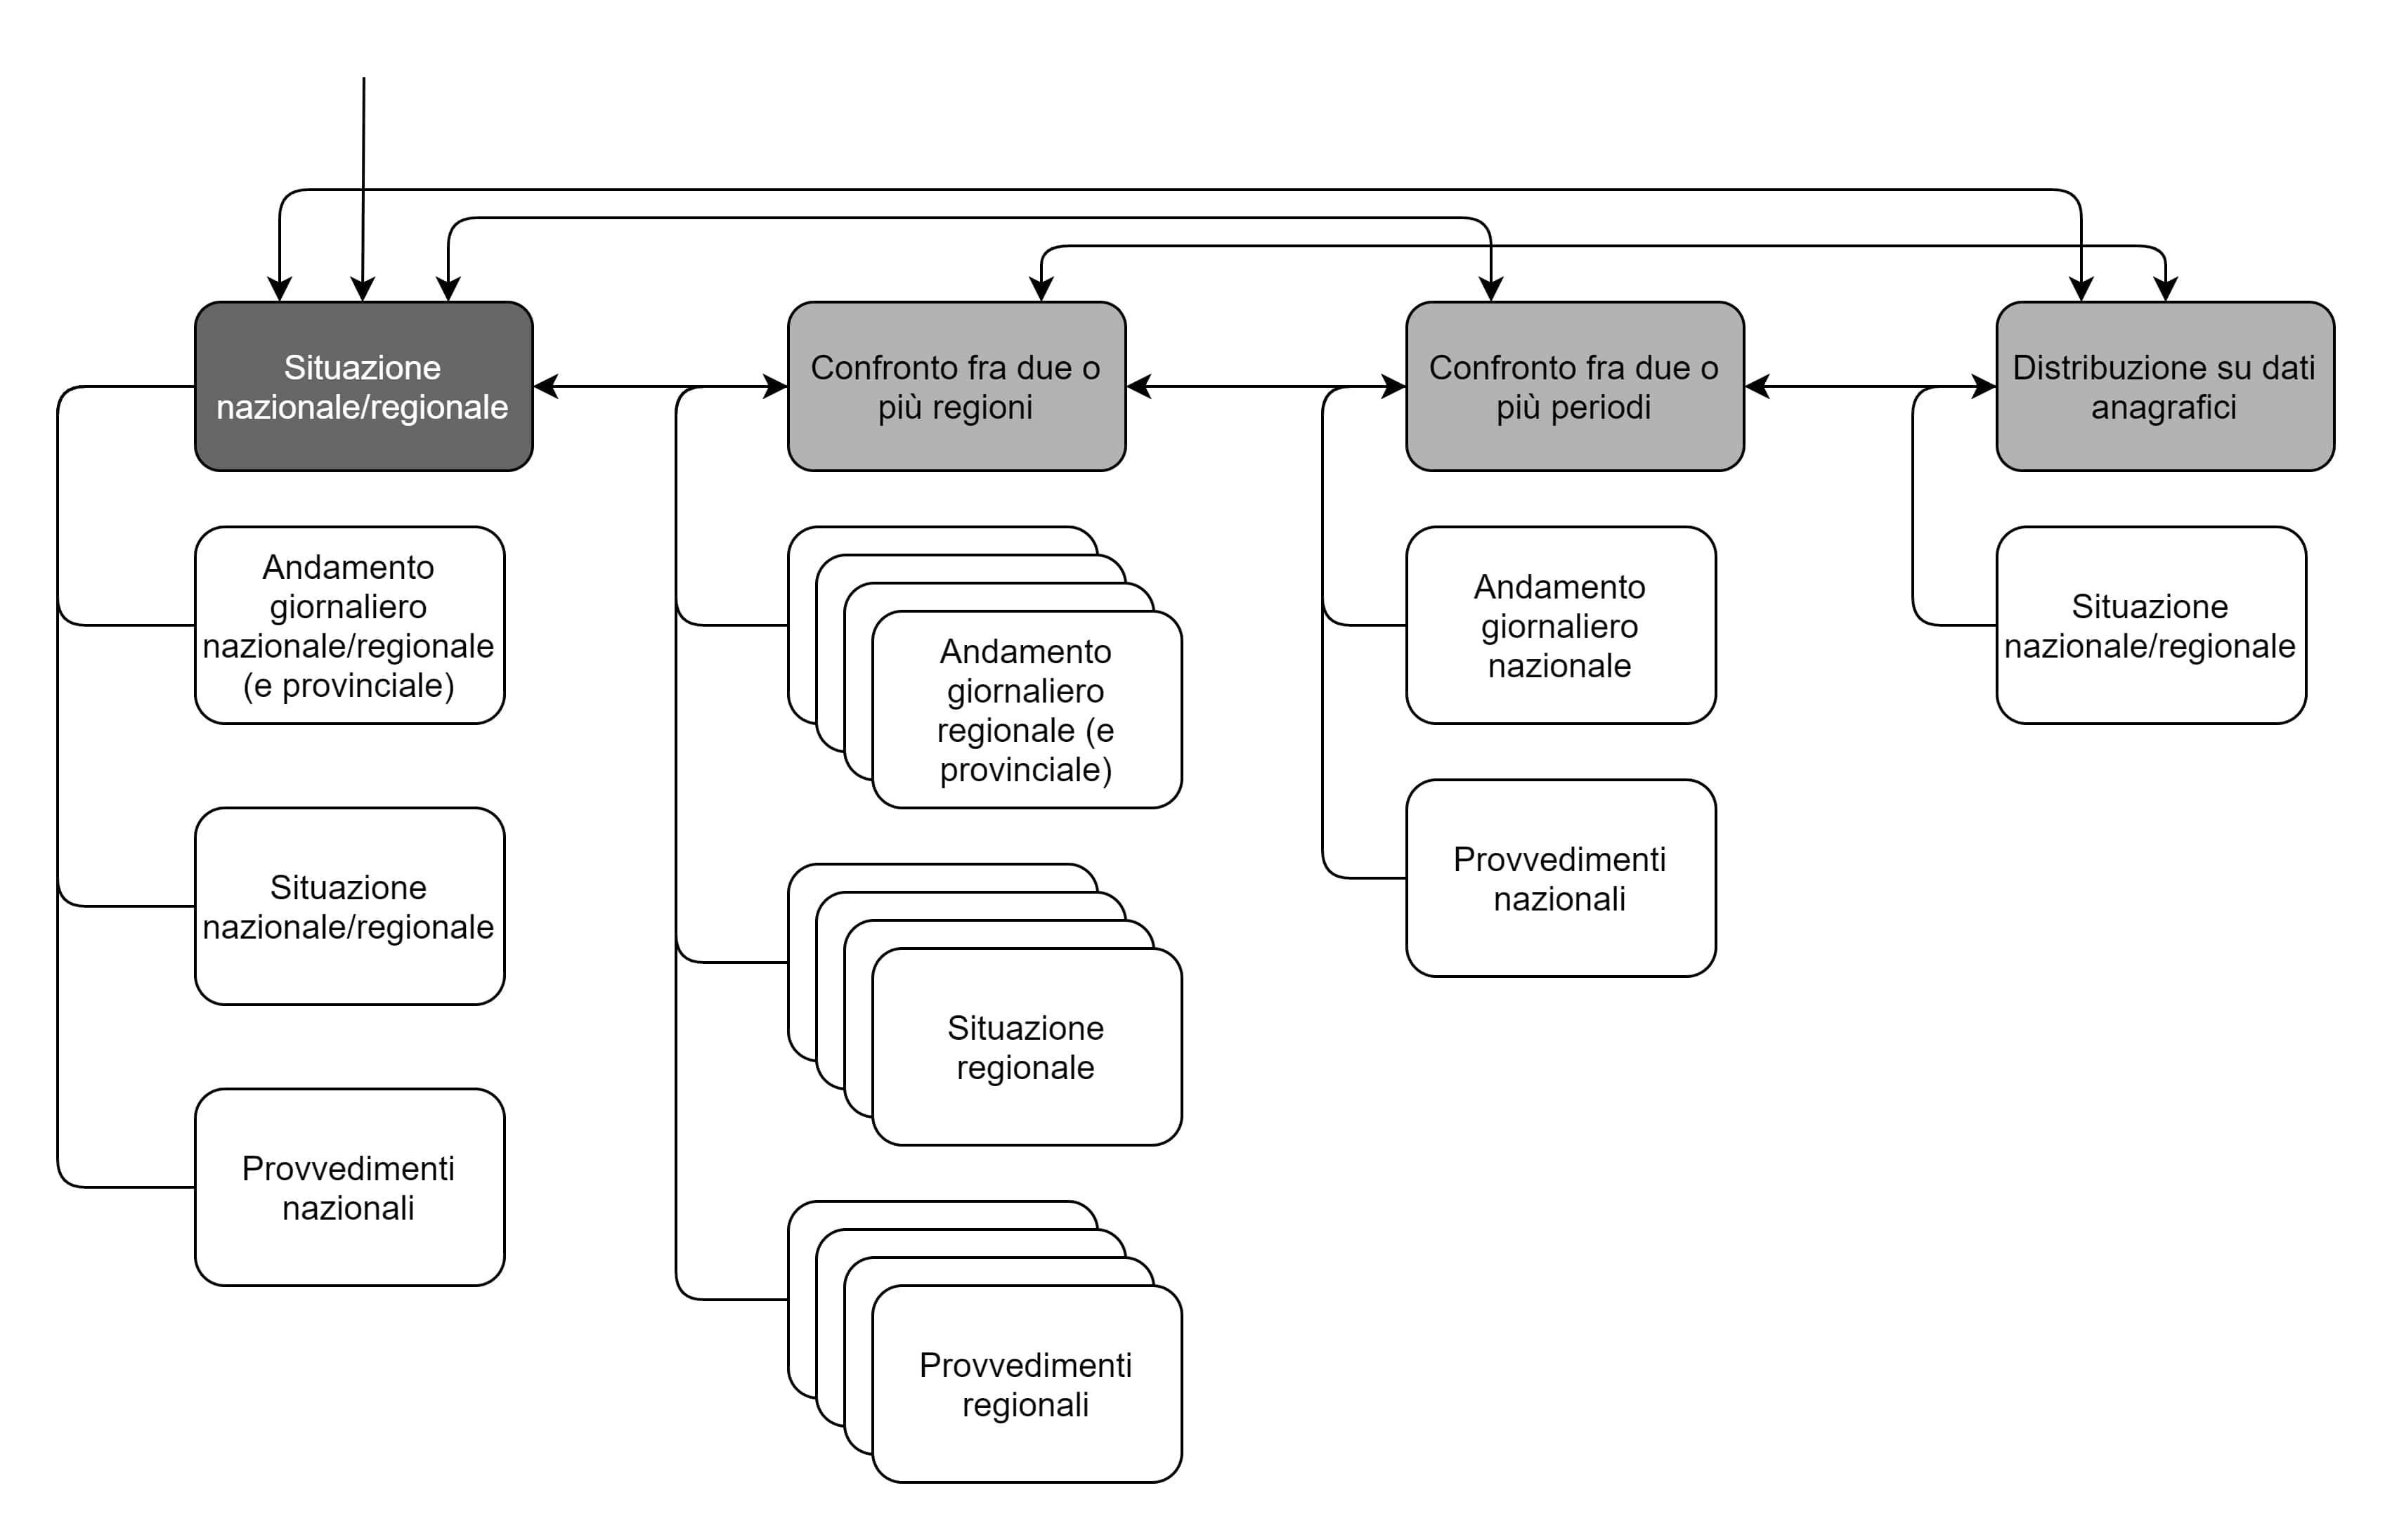 Situazione
nazionale/regionale
Confronto fra due o
più regioni
Confronto fra due o
più periodi
Distribuzione su dati
anagrafici
Andamento
giornaliero
nazionale/regionale
(e provinciale)
Situazione
nazionale/regionale
Provvedimenti
nazionali
Andamento
giornaliero
regionale (e
provinciale)
Situazione
regionale
Provvedimenti
regionali
Andamento
giornaliero
nazionale
Provvedimenti
nazionali
Situazione
nazionale/regionale